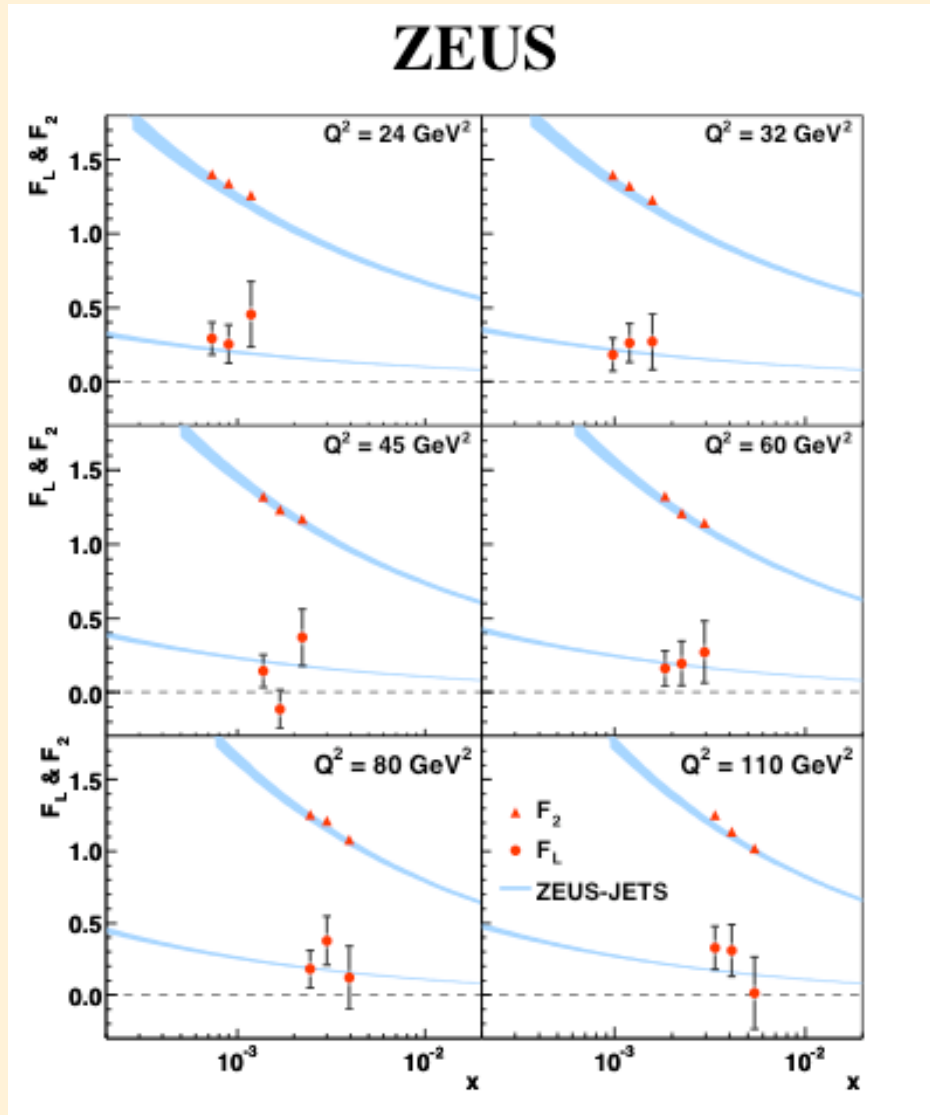 ZEUS
F_L & F_2
Q² = 24 GeV²
Q² = 32 GeV²
1.5
1.0
0.5
0.0
F_L & F_2
Q² = 45 GeV²
Q² = 60 GeV²
1.5
1.0
0.5
0.0
F_L & F_2
Q² = 80 GeV²
Q² = 110 GeV²
1.5
1.0
0.5
0.0
F₂
F_L
ZEUS-JETS
10⁻³
10⁻²
x
10⁻³
10⁻²
x